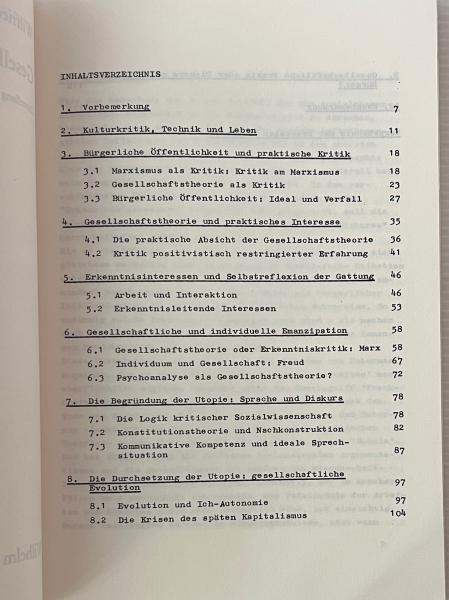 INHALTSVERZEICHNIS
1. Vorbemerkung 7
2. Kulturkritik, Technik und Leben 11
3. Bürgerliche Öffentlichkeit und praktische Kritik 18
3.1 Marxismus als Kritik: Kritik am Marxismus 18
3.2 Gesellschaftstheorie als Kritik 23
3.3 Bürgerliche Öffentlichkeit: Ideal und Verfall 27
4. Gesellschaftstheorie und praktisches Interesse 35
4.1 Die praktische Absicht der Gesellschaftstheorie 36
4.2 Kritik positivistisch restringierter Erfahrung 41
5. Erkenntnisinteressen und Selbstreflexion der Gattung 46
5.1 Arbeit und Interaktion 46
5.2 Erkenntnisleitende Interessen 53
6. Gesellschaftliche und individuelle Emanzipation 58
6.1 Gesellschaftstheorie oder Erkenntniskritik: Marx 58
6.2 Individuum und Gesellschaft: Freud 67
6.3 Psychoanalyse als Gesellschaftstheorie? 72
7. Die Begründung der Utopie: Sprache und Diskurs 78
7.1 Die Logik kritischer Sozialwissenschaft 78
7.2 Konstitutionstheorie und Nachkonstruktion 82
7.3 Kommunikative Kompetenz und ideale Sprech-
situation 87
8. Die Durchsetzung der Utopie: gesellschaftliche
Evolution 97
8.1 Evolution und Ich-Autonomie 97
8.2 Die Krisen des späten Kapitalismus 104